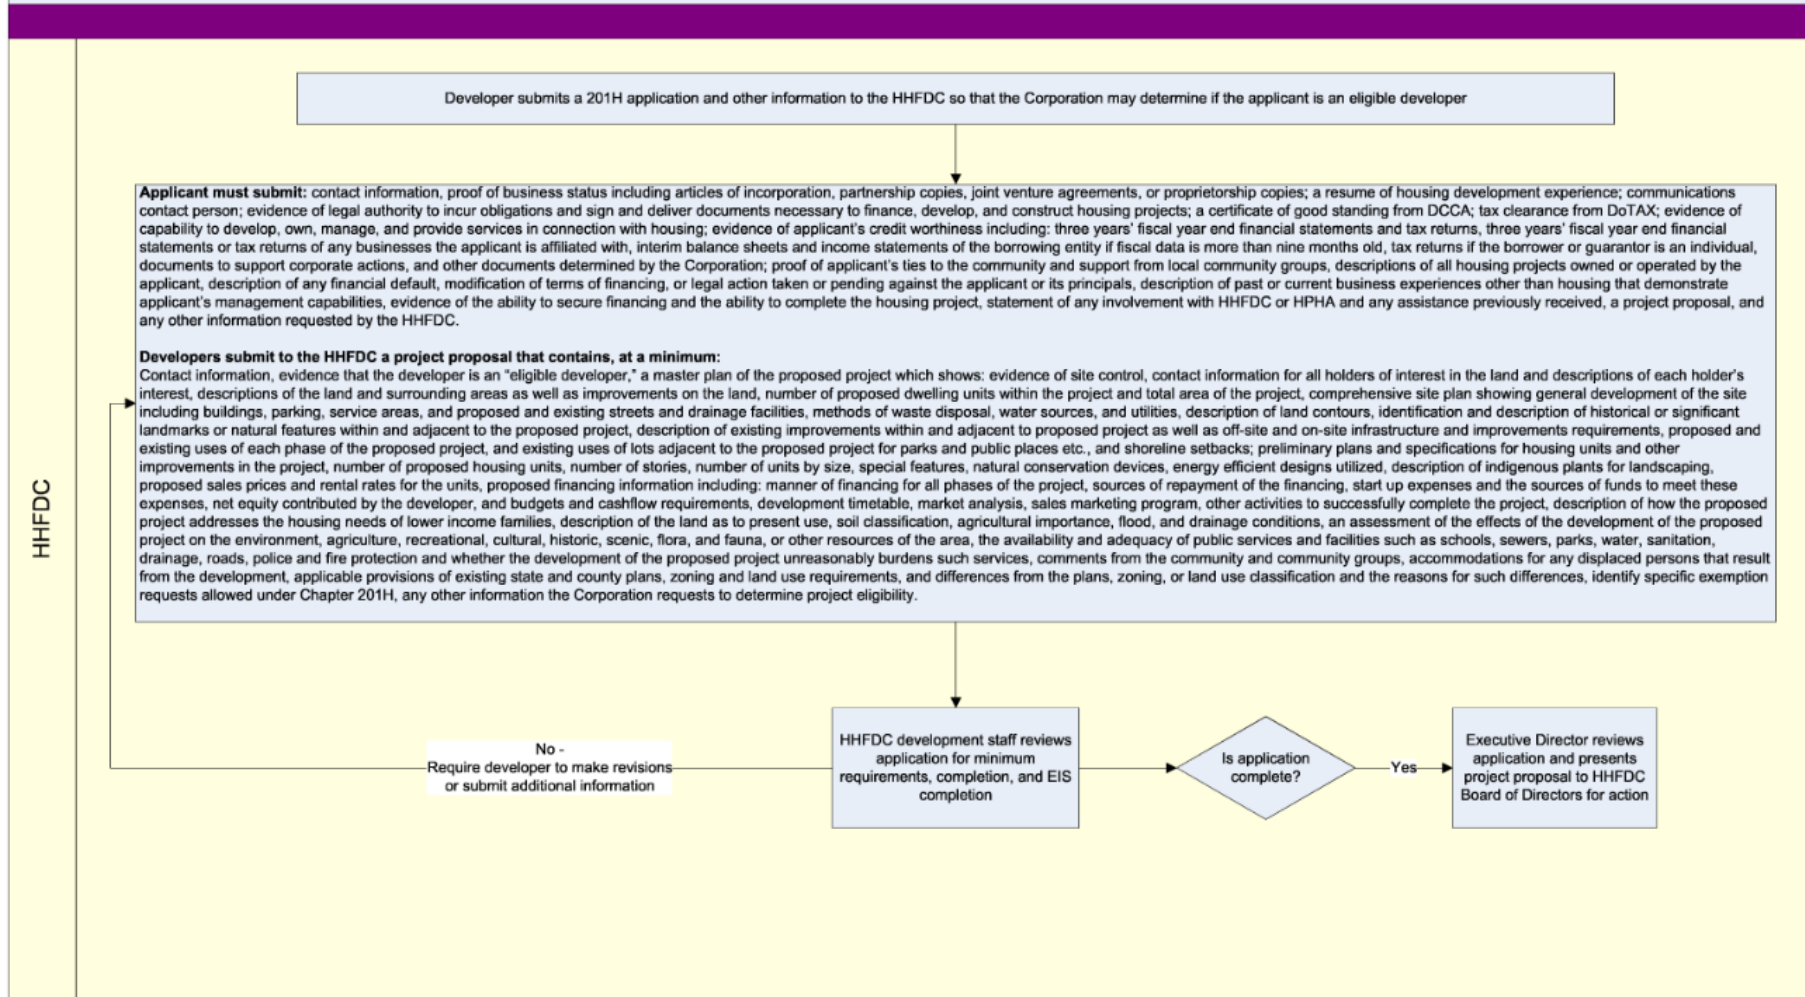 Developer submits a 201H application and other information to the HHFDC so that the Corporation may determine if the applicant is an eligible developer
Applicant must submit: contact information, proof of business status including articles of incorporation, partnership copies, joint venture agreements, or proprietorship copies; a resume of housing development experience; communications
contact person; evidence of legal authority to incur obligations and sign and deliver documents necessary to finance, develop, and construct housing projects; a certificate of good standing from DCCA; tax clearance from DoTAX; evidence of
capability to develop, own, manage, and provide services in connection with housing; evidence of applicant's credit worthiness including: three years' fiscal year end financial statements and tax returns, three years' fiscal year end financial
statements or tax returns of any businesses the applicant is affiliated with, interim balance sheets and income statements of the borrowing entity if fiscal data is more than nine months old, tax returns if the borrower or guarantor is an individual,
documents to support corporate actions, and other documents determined by the Corporation; proof of applicant's ties to the community and support from local community groups, descriptions of all housing projects owned or operated by the
applicant, description of any financial default, modification of terms of financing, or legal action taken or pending against the applicant or its principals, description of past or current business experiences other than housing that demonstrate
applicant's management capabilities, evidence of the ability to secure financing and the ability to complete the housing project, statement of any involvement with HHFDC or HPHA and any assistance previously received, a project proposal, and
any other information requested by the HHFDC.
Developers submit to the HHFDC a project proposal that contains, at a minimum:
Contact information, evidence that the developer is an "eligible developer," a master plan of the proposed project which shows: evidence of site control, contact information for all holders of interest in the land and descriptions of each holder's
interest, descriptions of the land and surrounding areas as well as improvements on the land, number of proposed dwelling units within the project and total area of the project, comprehensive site plan showing general development of the site
including buildings, parking, service areas, and proposed and existing streets and drainage facilities, methods of waste disposal, water sources, and utilities, description of land contours, identification and description of historical or significant
landmarks or natural features within and adjacent to the proposed project, description of existing improvements within and adjacent to proposed project as well as off-site and on-site infrastructure and improvements requirements, proposed and
existing uses of each phase of the proposed project, and existing uses of lots adjacent to the proposed project for parks and public places etc., and shoreline setbacks; preliminary plans and specifications for housing units and other
improvements in the project, number of proposed housing units, number of stories, number of units by size, special features, natural conservation devices, energy efficient designs utilized, description of indigenous plants for landscaping,
proposed sales prices and rental rates for the units, proposed financing information including: manner of financing for all phases of the project, sources of repayment of the financing, start up expenses and the sources of funds to meet these
expenses, net equity contributed by the developer, and budgets and cashflow requirements, development timetable, market analysis, sales marketing program, other activities to successfully complete the project, description of how the proposed
project addresses the housing needs of lower income families, description of the land as to present use, soil classification, agricultural importance, flood, and drainage conditions, an assessment of the effects of the development of the proposed
project on the environment, agriculture, recreational, cultural, historic, scenic, flora, and fauna, or other resources of the area, the availability and adequacy of public services and facilities such as schools, sewers, parks, water, sanitation,
drainage, roads, police and fire protection and whether the development of the proposed project unreasonably burdens such services, comments from the community and community groups, accommodations for any displaced persons that result
from the development, applicable provisions of existing state and county plans, zoning and land use requirements, and differences from the plans, zoning, or land use classification and the reasons for such differences, identify specific exemption
requests allowed under Chapter 201H, any other information the Corporation requests to determine project eligibility.
HHFDC
No -
Require developer to make revisions
or submit additional information
HHFDC development staff reviews
application for minimum
requirements, completion, and EIS
completion
Is application
complete?
Yes
Executive Director reviews
application and presents
project proposal to HHFDC
Board of Directors for action